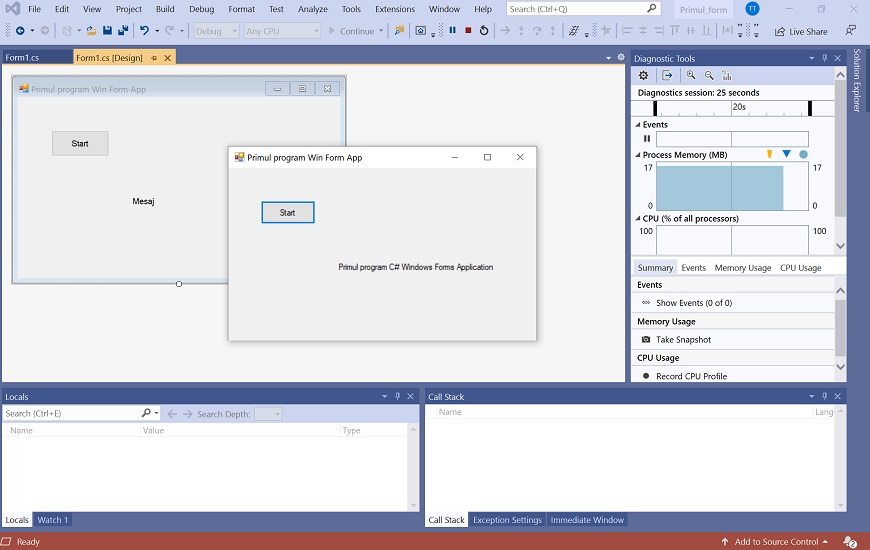 File Edit View Project Build Debug Format Test Analyze Tools Extensions Window Help Search (Ctrl+Q) Primul_form TT
Debug Any CPU Continue Live Share
Form1.cs Form1.cs [Design]
Primul program Win Form App
Start
Mesaj
Primul program Win Form App
Start
Primul program C# Windows Forms Application
Diagnostic Tools
Diagnostics session: 25 seconds
20s
Events
Process Memory (MB)
17 17
0 0
CPU (% of all processors)
100 100
Summary Events Memory Usage CPU Usage
Events
Show Events (0 of 0)
Memory Usage
Take Snapshot
CPU Usage
Record CPU Profile
Solution Explorer
Locals
Search (Ctrl+E) Search Depth:
Name Value Type
Locals Watch 1
Call Stack
Name Lang
Call Stack Exception Settings Immediate Window
Ready Add to Source Control 2